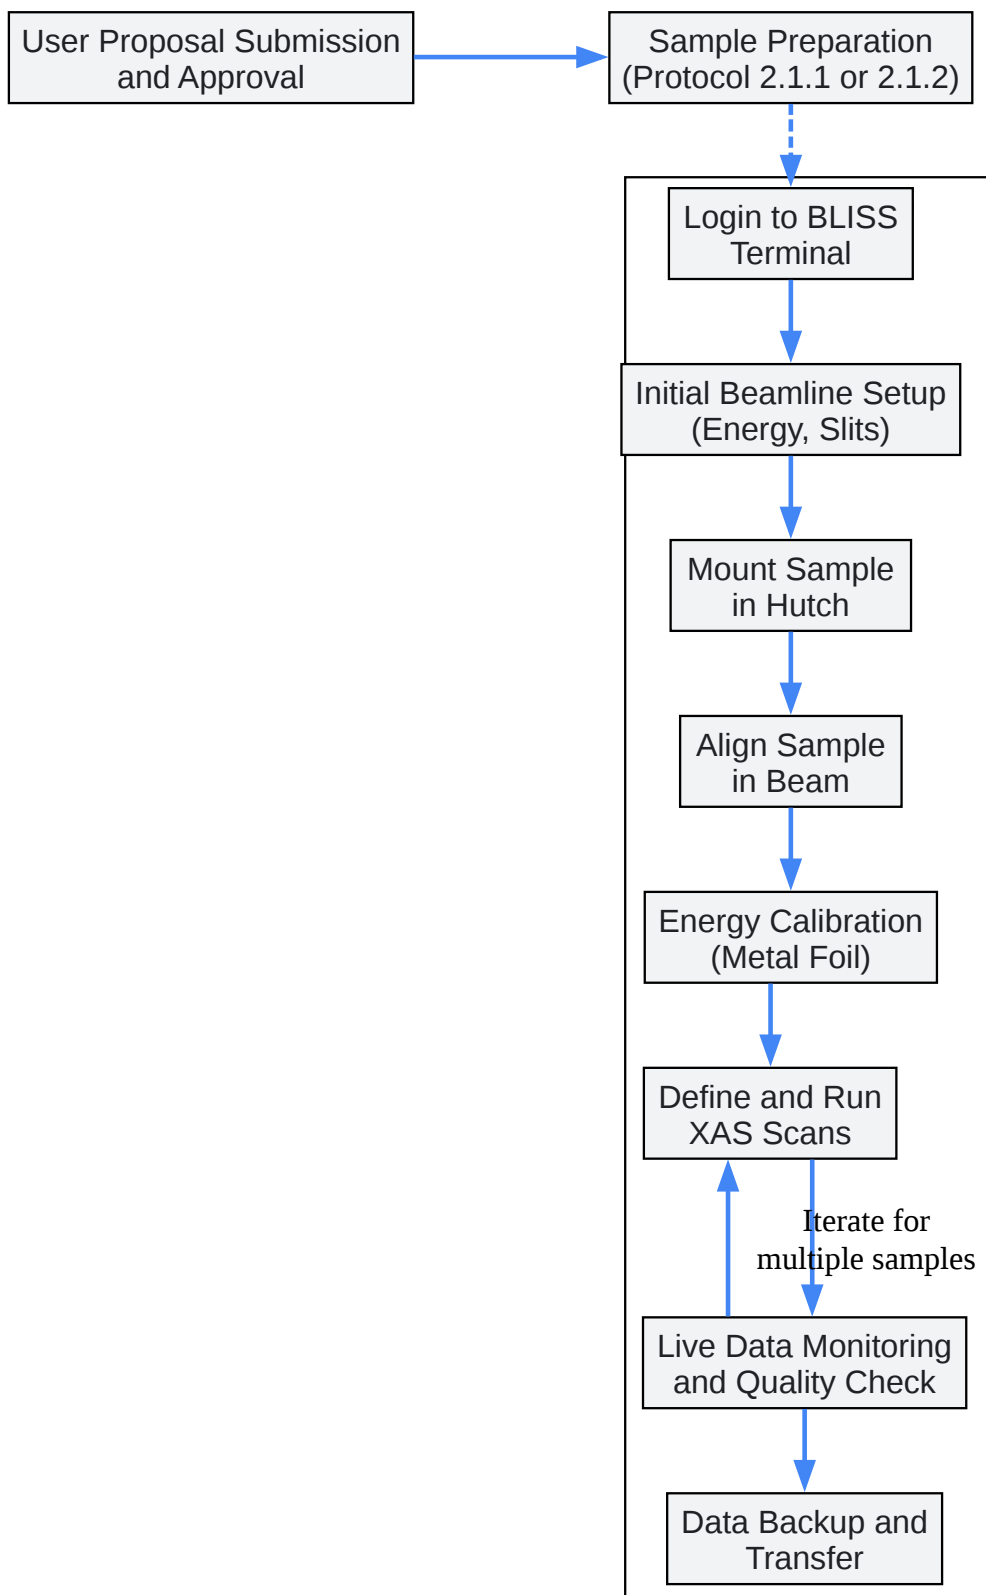 User Proposal Submission
and Approval
Sample Preparation
(Protocol 2.1.1 or 2.1.2)
Login to BLISS
Terminal
Initial Beamline Setup
(Energy, Slits)
Mount Sample
in Hutch
Align Sample
in Beam
Energy Calibration
(Metal Foil)
Define and Run
XAS Scans
Iterate for
multiple samples
Live Data Monitoring
and Quality Check
Data Backup and
Transfer